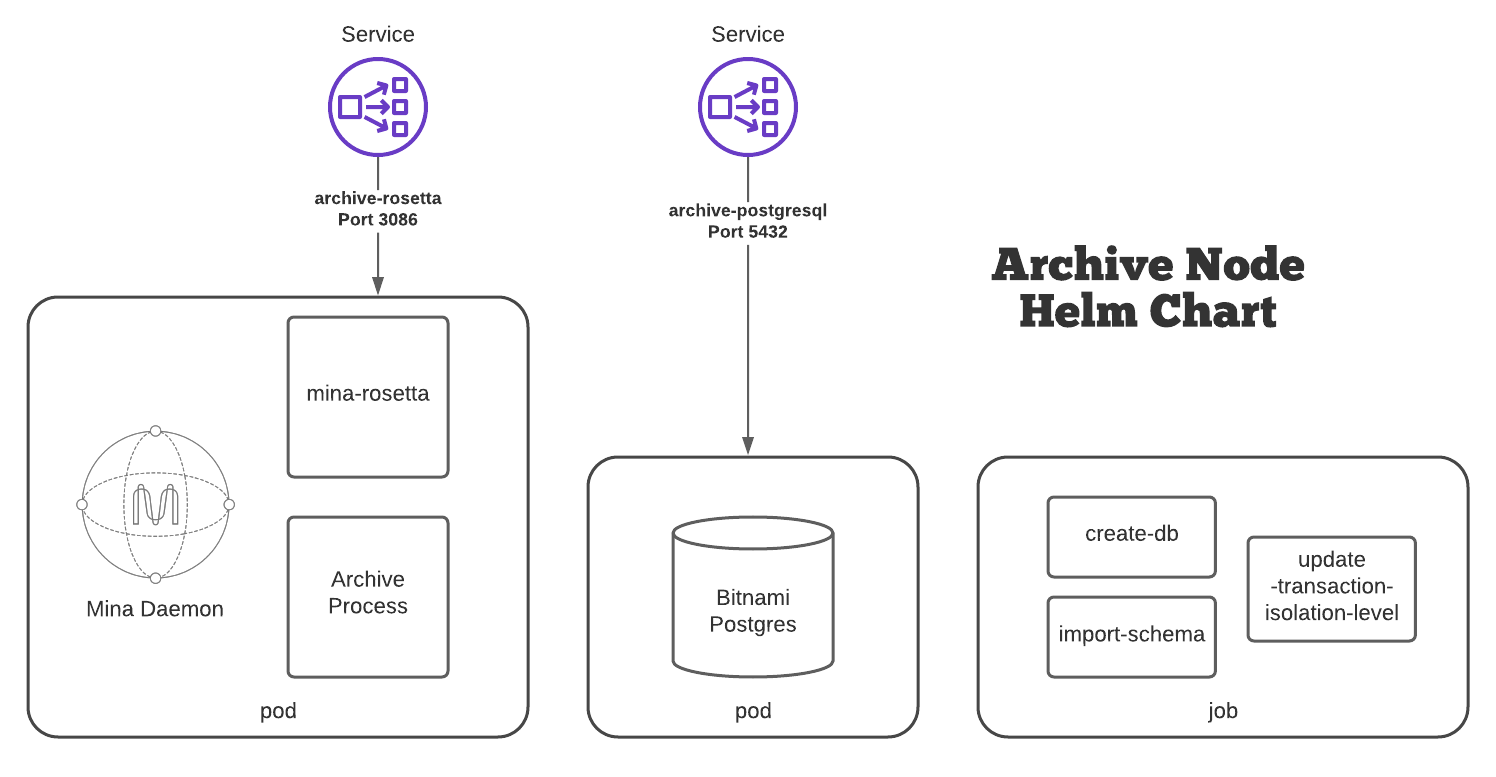 Service
Service
archive-rosetta
Port 3086
archive-postgresql
Port 5432
Archive Node
Helm Chart
mina-rosetta
Mina Daemon
Archive
Process
pod
Bitnami
Postgres
pod
create-db
import-schema
update
-transaction-
isolation-level
job